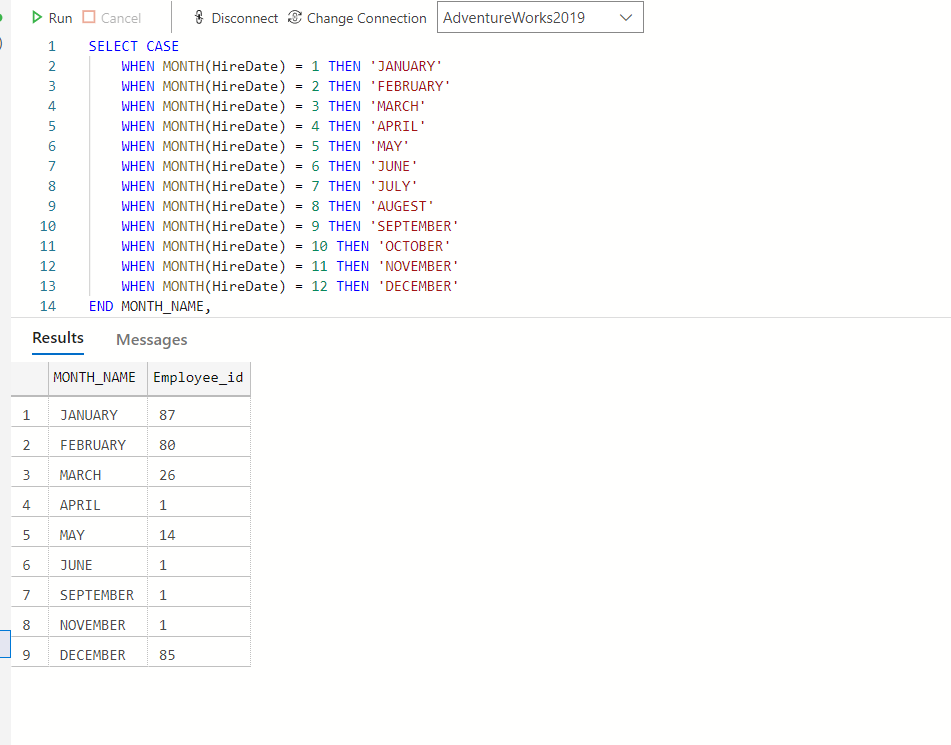 Run Cancel Disconnect Change Connection AdventureWorks2019
1 SELECT CASE
2 WHEN MONTH(HireDate) = 1 THEN 'JANUARY'
3 WHEN MONTH(HireDate) = 2 THEN 'FEBRUARY'
4 WHEN MONTH(HireDate) = 3 THEN 'MARCH'
5 WHEN MONTH(HireDate) = 4 THEN 'APRIL'
6 WHEN MONTH(HireDate) = 5 THEN 'MAY'
7 WHEN MONTH(HireDate) = 6 THEN 'JUNE'
8 WHEN MONTH(HireDate) = 7 THEN 'JULY'
9 WHEN MONTH(HireDate) = 8 THEN 'AUGEST'
10 WHEN MONTH(HireDate) = 9 THEN 'SEPTEMBER'
11 WHEN MONTH(HireDate) = 10 THEN 'OCTOBER'
12 WHEN MONTH(HireDate) = 11 THEN 'NOVEMBER'
13 WHEN MONTH(HireDate) = 12 THEN 'DECEMBER'
14 END MONTH_NAME,
Results Messages
MONTH_NAME Employee_id
1 JANUARY 87
2 FEBRUARY 80
3 MARCH 26
4 APRIL 1
5 MAY 14
6 JUNE 1
7 SEPTEMBER 1
8 NOVEMBER 1
9 DECEMBER 85